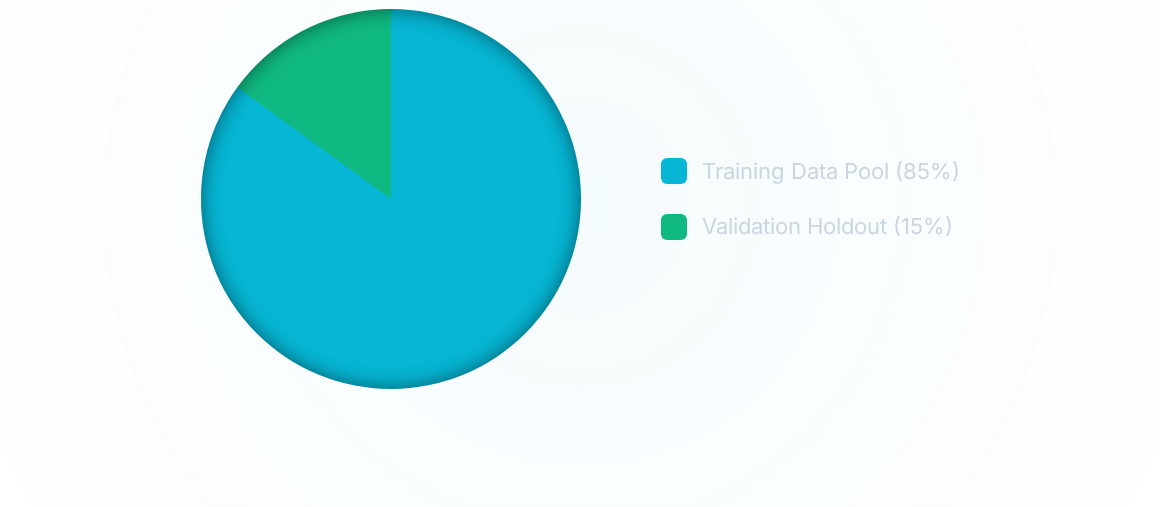 Training Data Pool (85%)
Validation Holdout (15%)